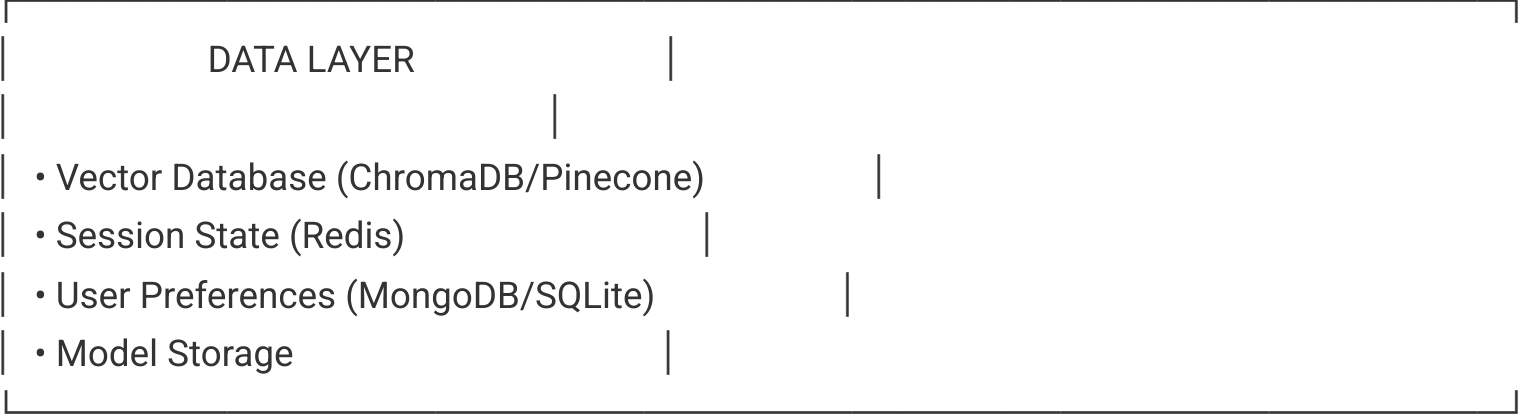 DATA LAYER
• Vector Database (ChromaDB/Pinecone)
• Session State (Redis)
• User Preferences (MongoDB/SQLite)
• Model Storage